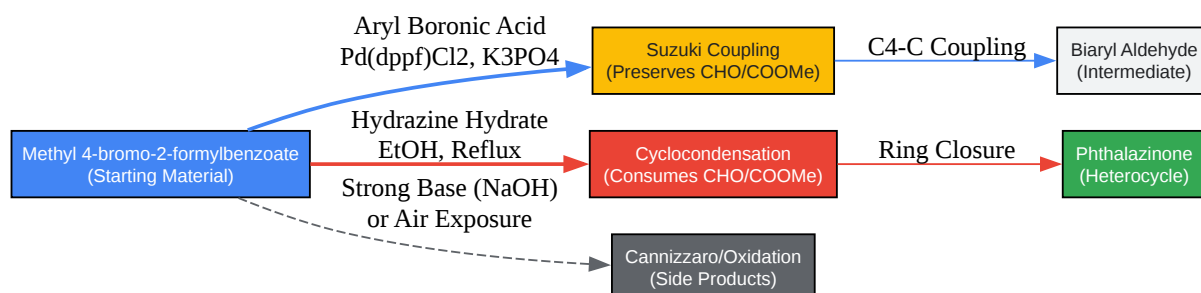 Aryl Boronic Acid
Pd(dppf)Cl2, K3PO4
Suzuki Coupling
(Preserves CHO/COOMe)
C4-C Coupling
Biaryl Aldehyde
(Intermediate)
Methyl 4-bromo-2-formylbenzoate
(Starting Material)
Hydrazine Hydrate
EtOH, Reflux
Cyclocondensation
(Consumes CHO/COOMe)
Ring Closure
Phthalazinone
(Heterocycle)
Strong Base (NaOH)
or Air Exposure
Cannizzaro/Oxidation
(Side Products)